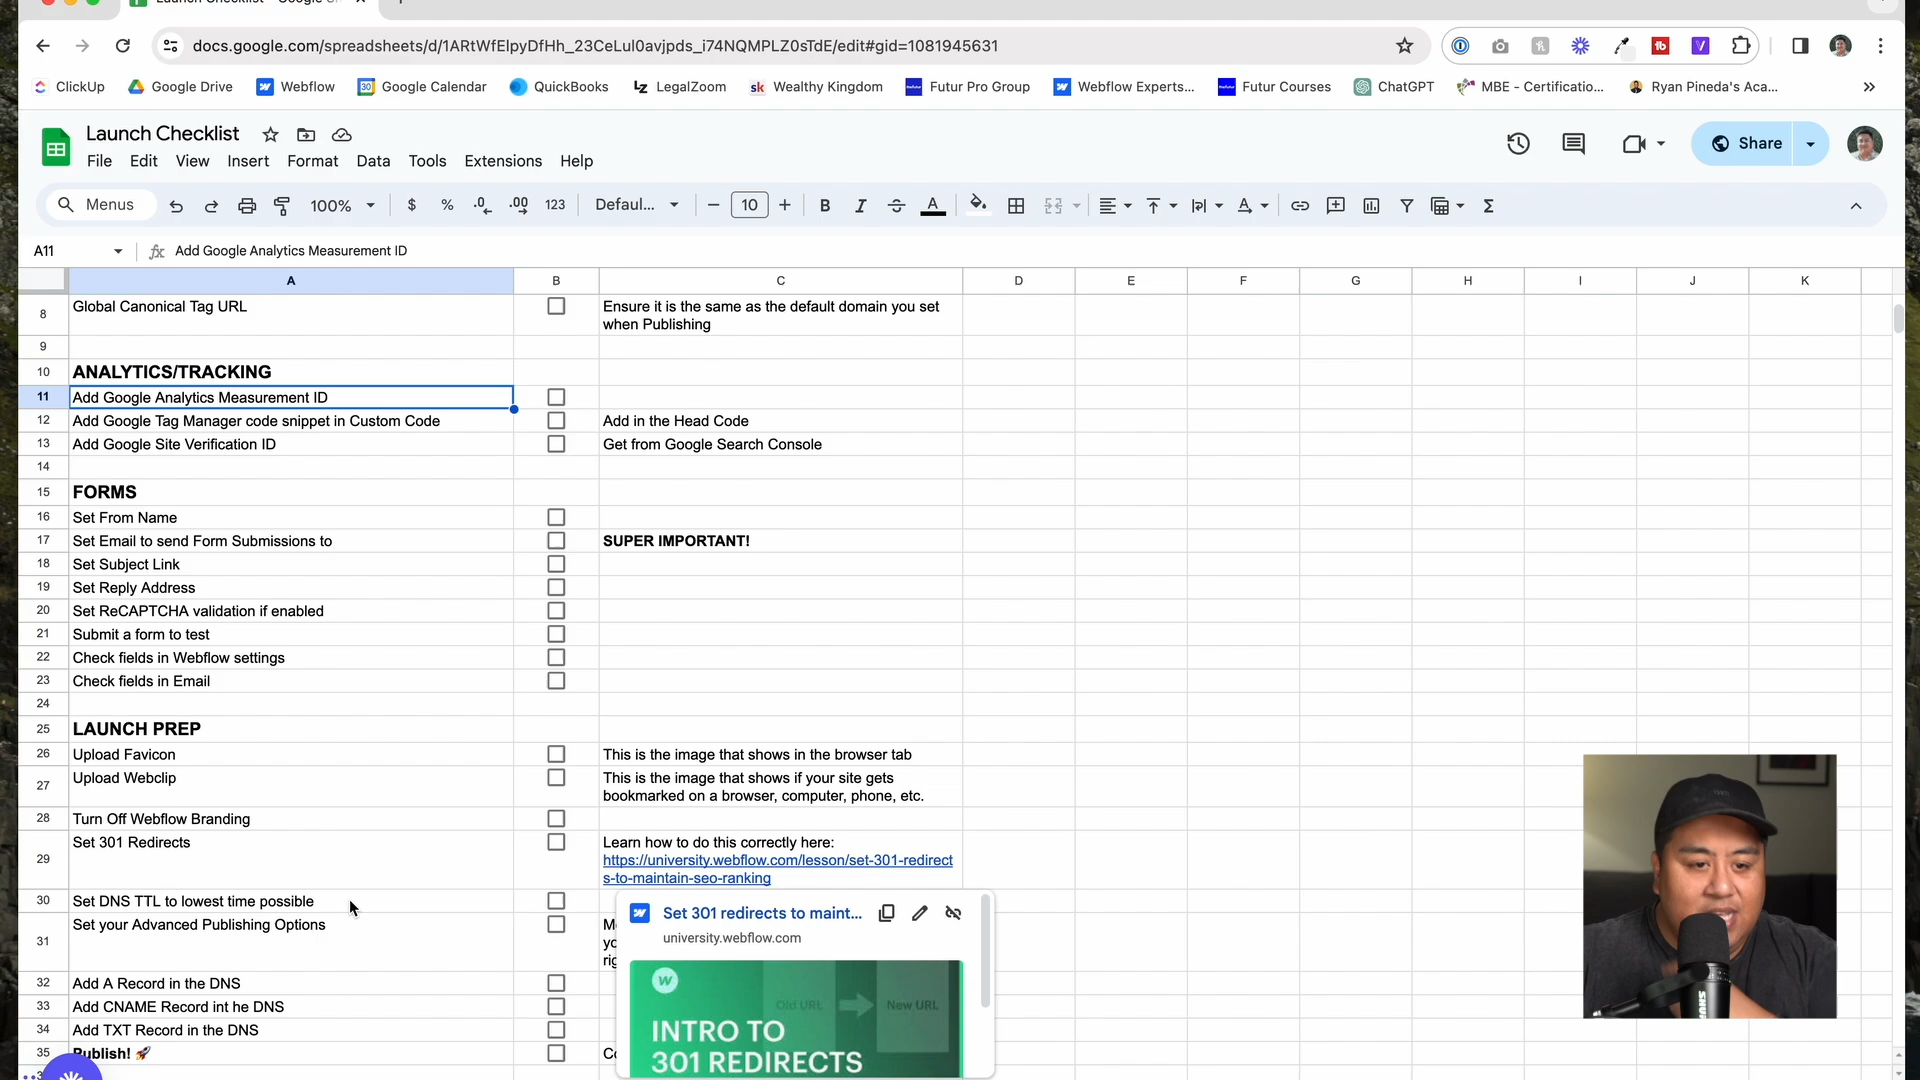 Launch Checklist - Google Sh
docs.google.com/spreadsheets/d/1ARtWfElpyDfHh_23CeLul0avjpds_i74NQMPLZ0sTdE/edit#gid=1081945631
ClickUp Google Drive Webflow Google Calendar QuickBooks LegalZoom Wealthy Kingdom Futur Pro Group Webflow Experts... Futur Courses ChatGPT MBE - Certificatio... Ryan Pineda's Aca...
Launch Checklist
File Edit View Insert Format Data Tools Extensions Help
Share
Menus 100% $ % .0 .00 123 Defaul... 10 B I A
A11 fx Add Google Analytics Measurement ID
A B C D E F G H I J K
8 Global Canonical Tag URL Ensure it is the same as the default domain you set
when Publishing
9
10 ANALYTICS/TRACKING
11 Add Google Analytics Measurement ID
12 Add Google Tag Manager code snippet in Custom Code Add in the Head Code
13 Add Google Site Verification ID Get from Google Search Console
14
15 FORMS
16 Set From Name
17 Set Email to send Form Submissions to SUPER IMPORTANT!
18 Set Subject Link
19 Set Reply Address
20 Set ReCAPTCHA validation if enabled
21 Submit a form to test
22 Check fields in Webflow settings
23 Check fields in Email
24
25 LAUNCH PREP
26 Upload Favicon This is the image that shows in the browser tab
27 Upload Webclip This is the image that shows if your site gets
bookmarked on a browser, computer, phone, etc.
28 Turn Off Webflow Branding
29 Set 301 Redirects Learn how to do this correctly here:
https://university.webflow.com/lesson/set-301-redirect
s-to-maintain-seo-ranking
30 Set DNS TTL to lowest time possible
31 Set your Advanced Publishing Options
Set 301 redirects to maint...
university.webflow.com
Old URL New URL
INTRO TO
301 REDIRECTS
32 Add A Record in the DNS
33 Add CNAME Record int he DNS
34 Add TXT Record in the DNS
35 Publish! 🚀